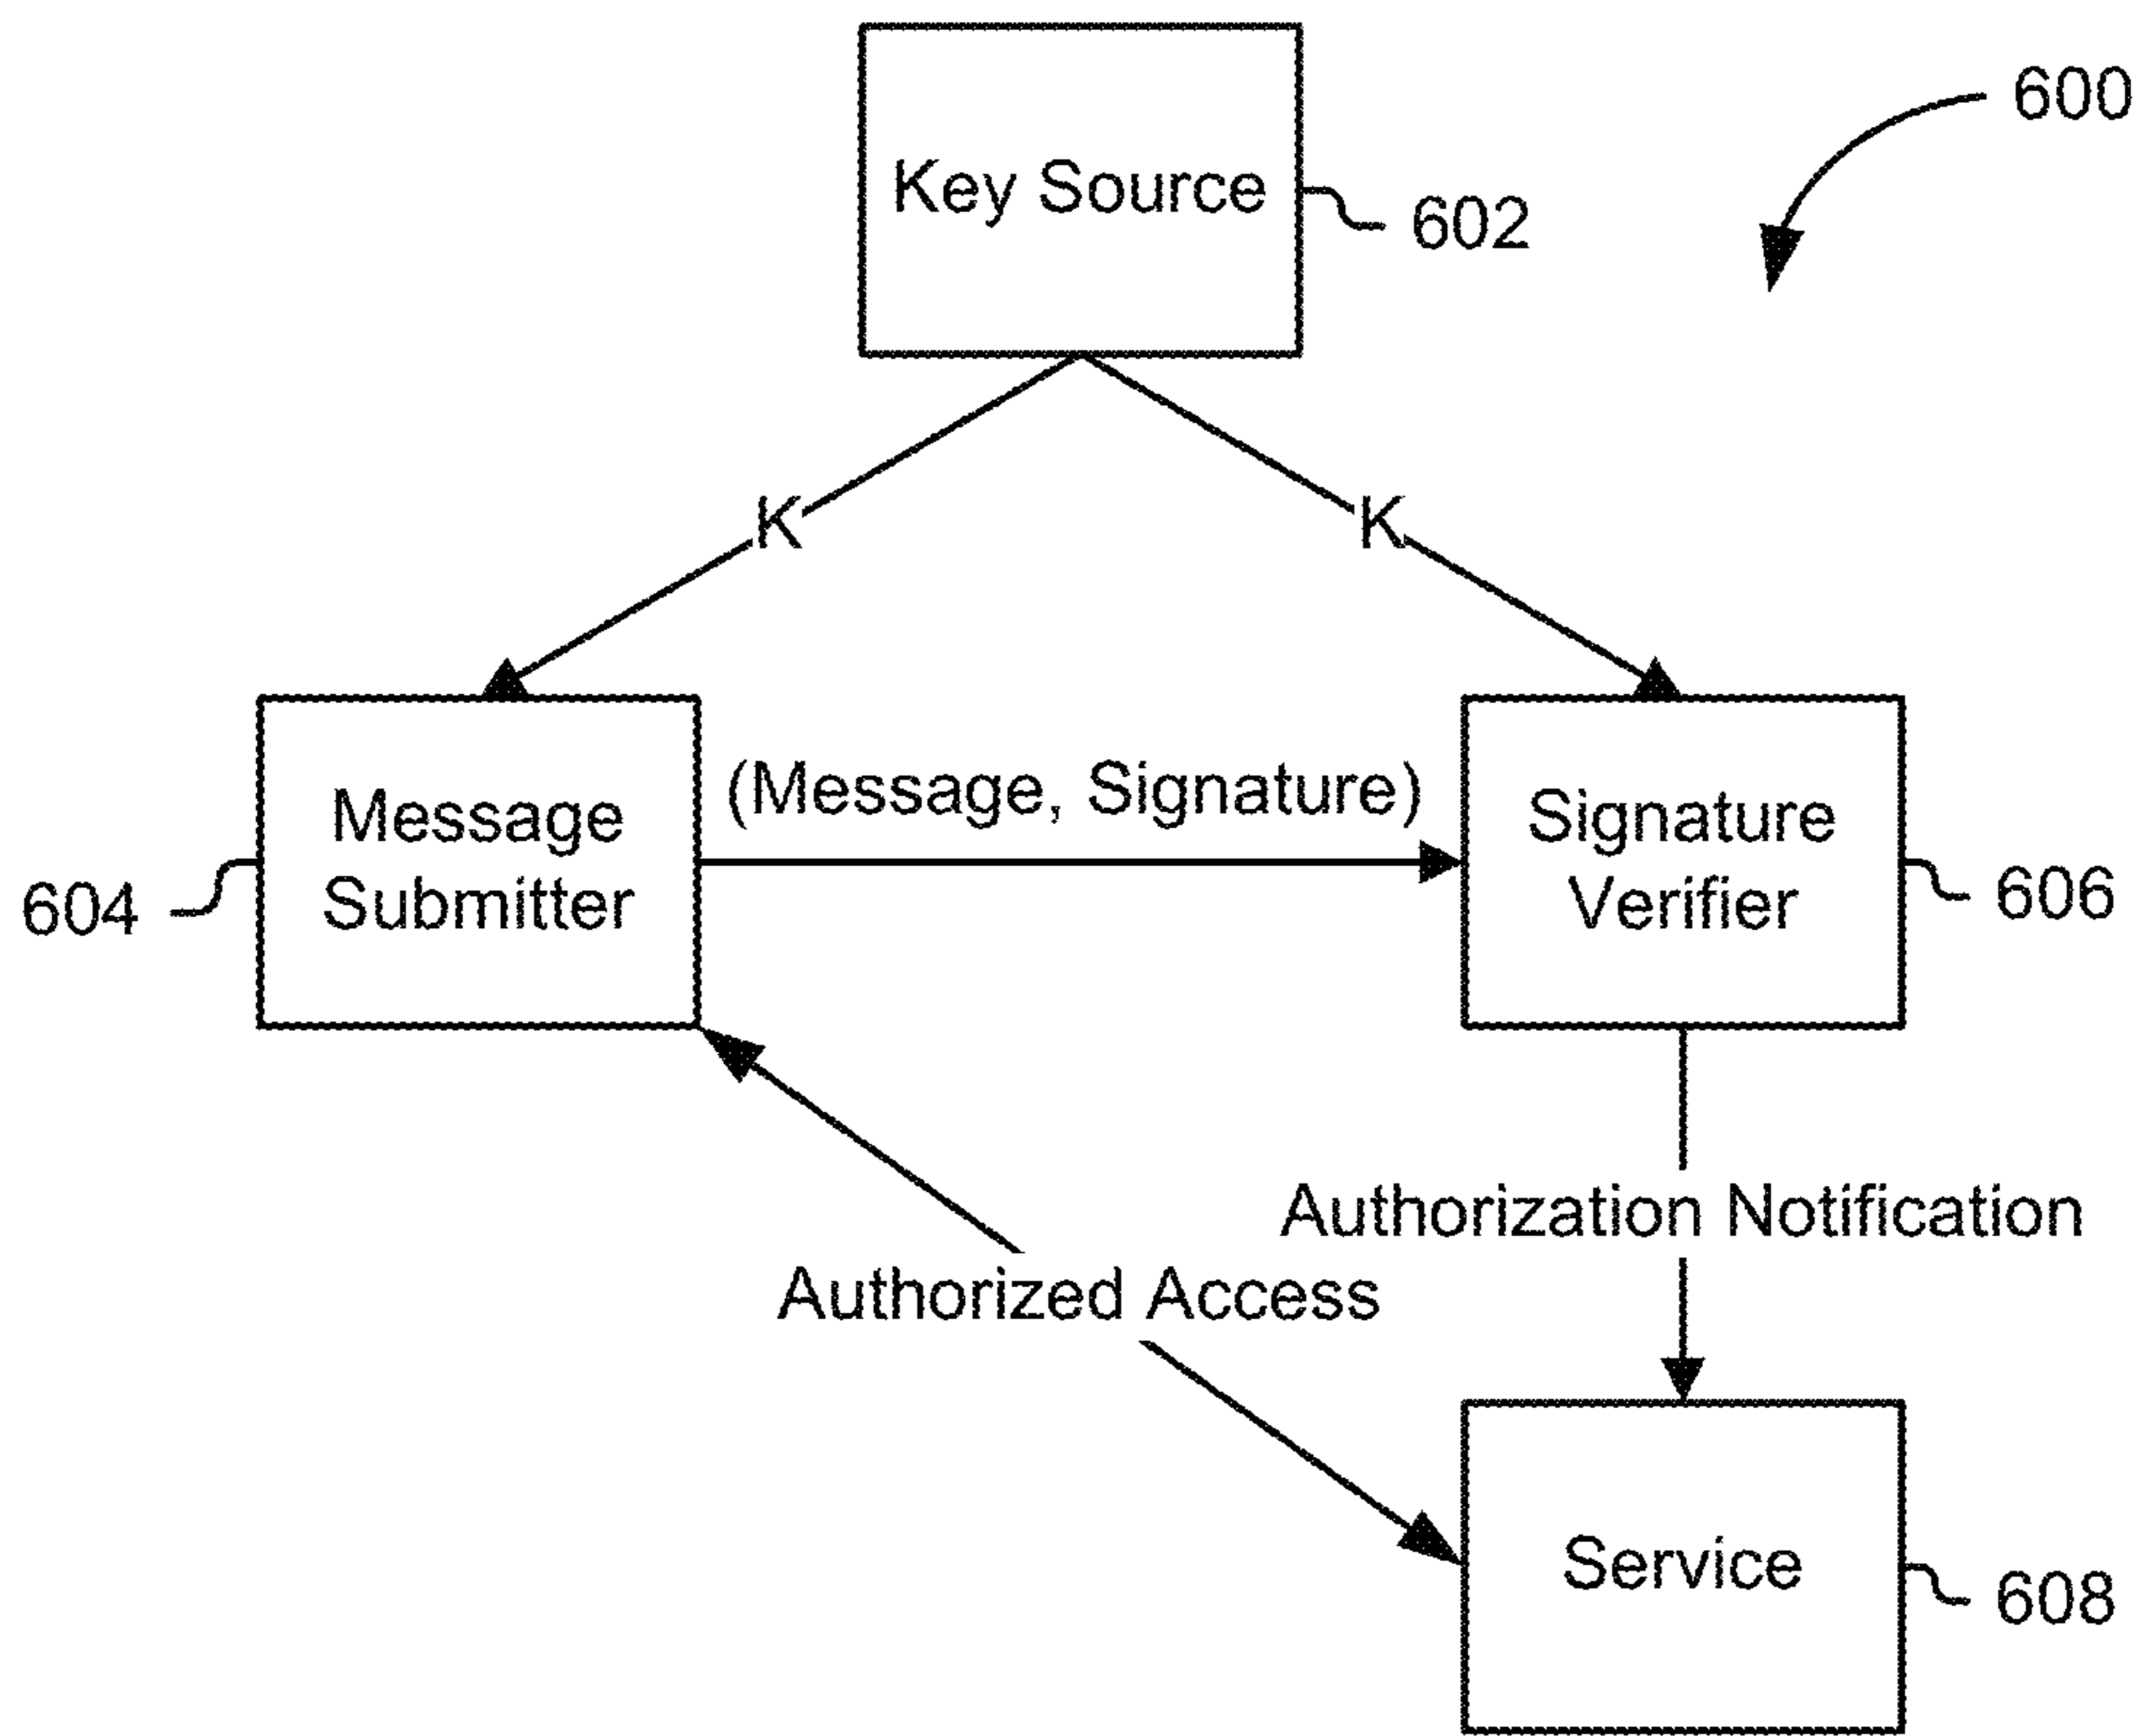 600
Key Source
602
K
K
(Message, Signature)
Message
Submitter
Signature
Verifier
604
606
Authorization Notification
Authorized Access
Service
608